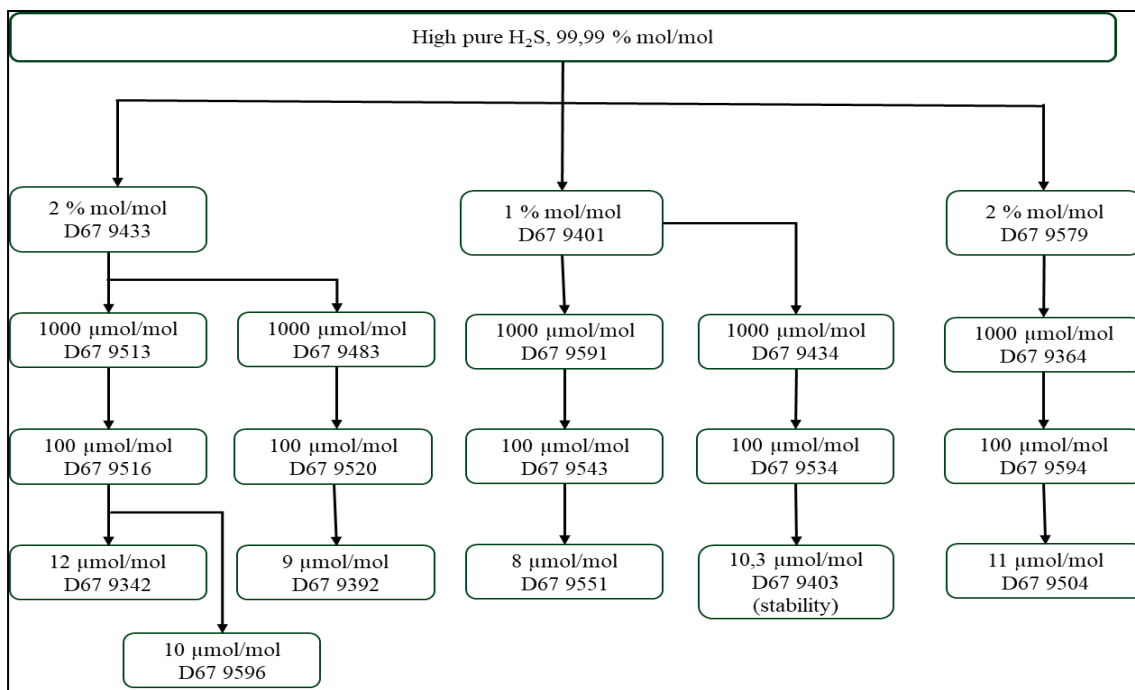 High pure H₂S, 99,99 % mol/mol
2 % mol/mol
D67 9433
1 % mol/mol
D67 9401
2 % mol/mol
D67 9579
1000 µmol/mol
D67 9513
1000 µmol/mol
D67 9483
1000 µmol/mol
D67 9591
1000 µmol/mol
D67 9434
1000 µmol/mol
D67 9364
100 µmol/mol
D67 9516
100 µmol/mol
D67 9520
100 µmol/mol
D67 9543
100 µmol/mol
D67 9534
100 µmol/mol
D67 9594
12 µmol/mol
D67 9342
9 µmol/mol
D67 9392
8 µmol/mol
D67 9551
10,3 µmol/mol
D67 9403
(stability)
11 µmol/mol
D67 9504
10 µmol/mol
D67 9596